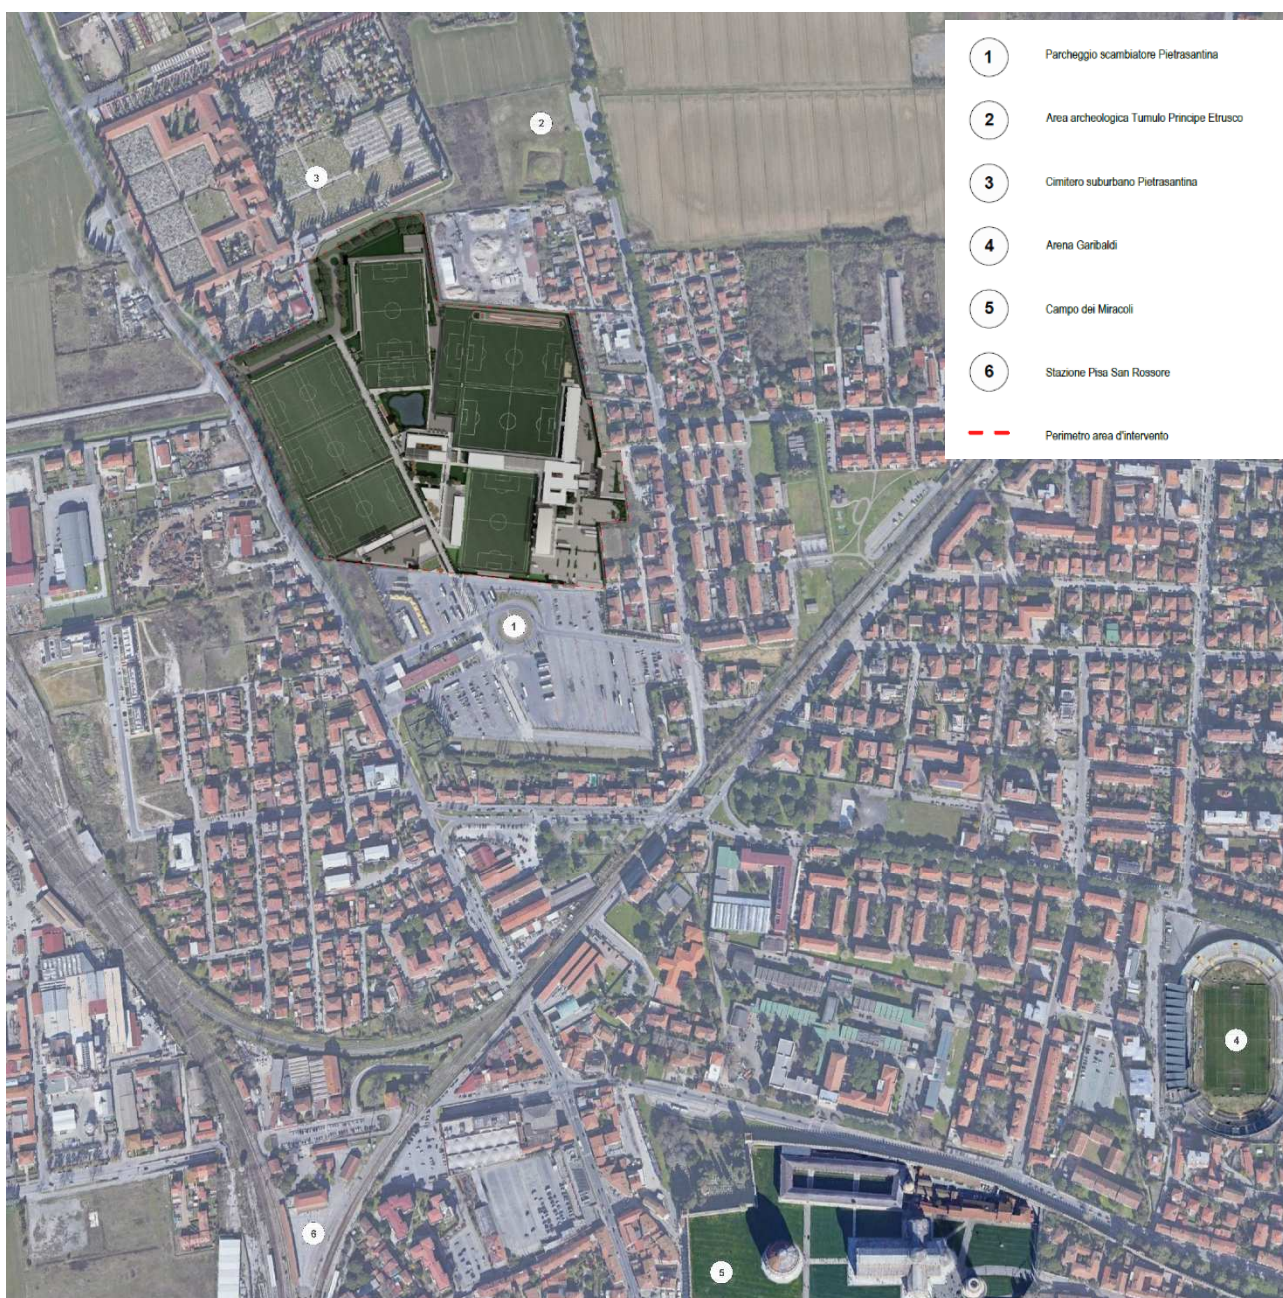 1 Parcheggio scambiatore Pietrasantina
2 Area archeologica Tumulo Principe Etrusco
3 Cimitero suburbano Pietrasantina
4 Arena Garibaldi
5 Campo dei Miracoli
6 Stazione Pisa San Rossore
Perimetro area d'intervento
2
3
1
4
6
5